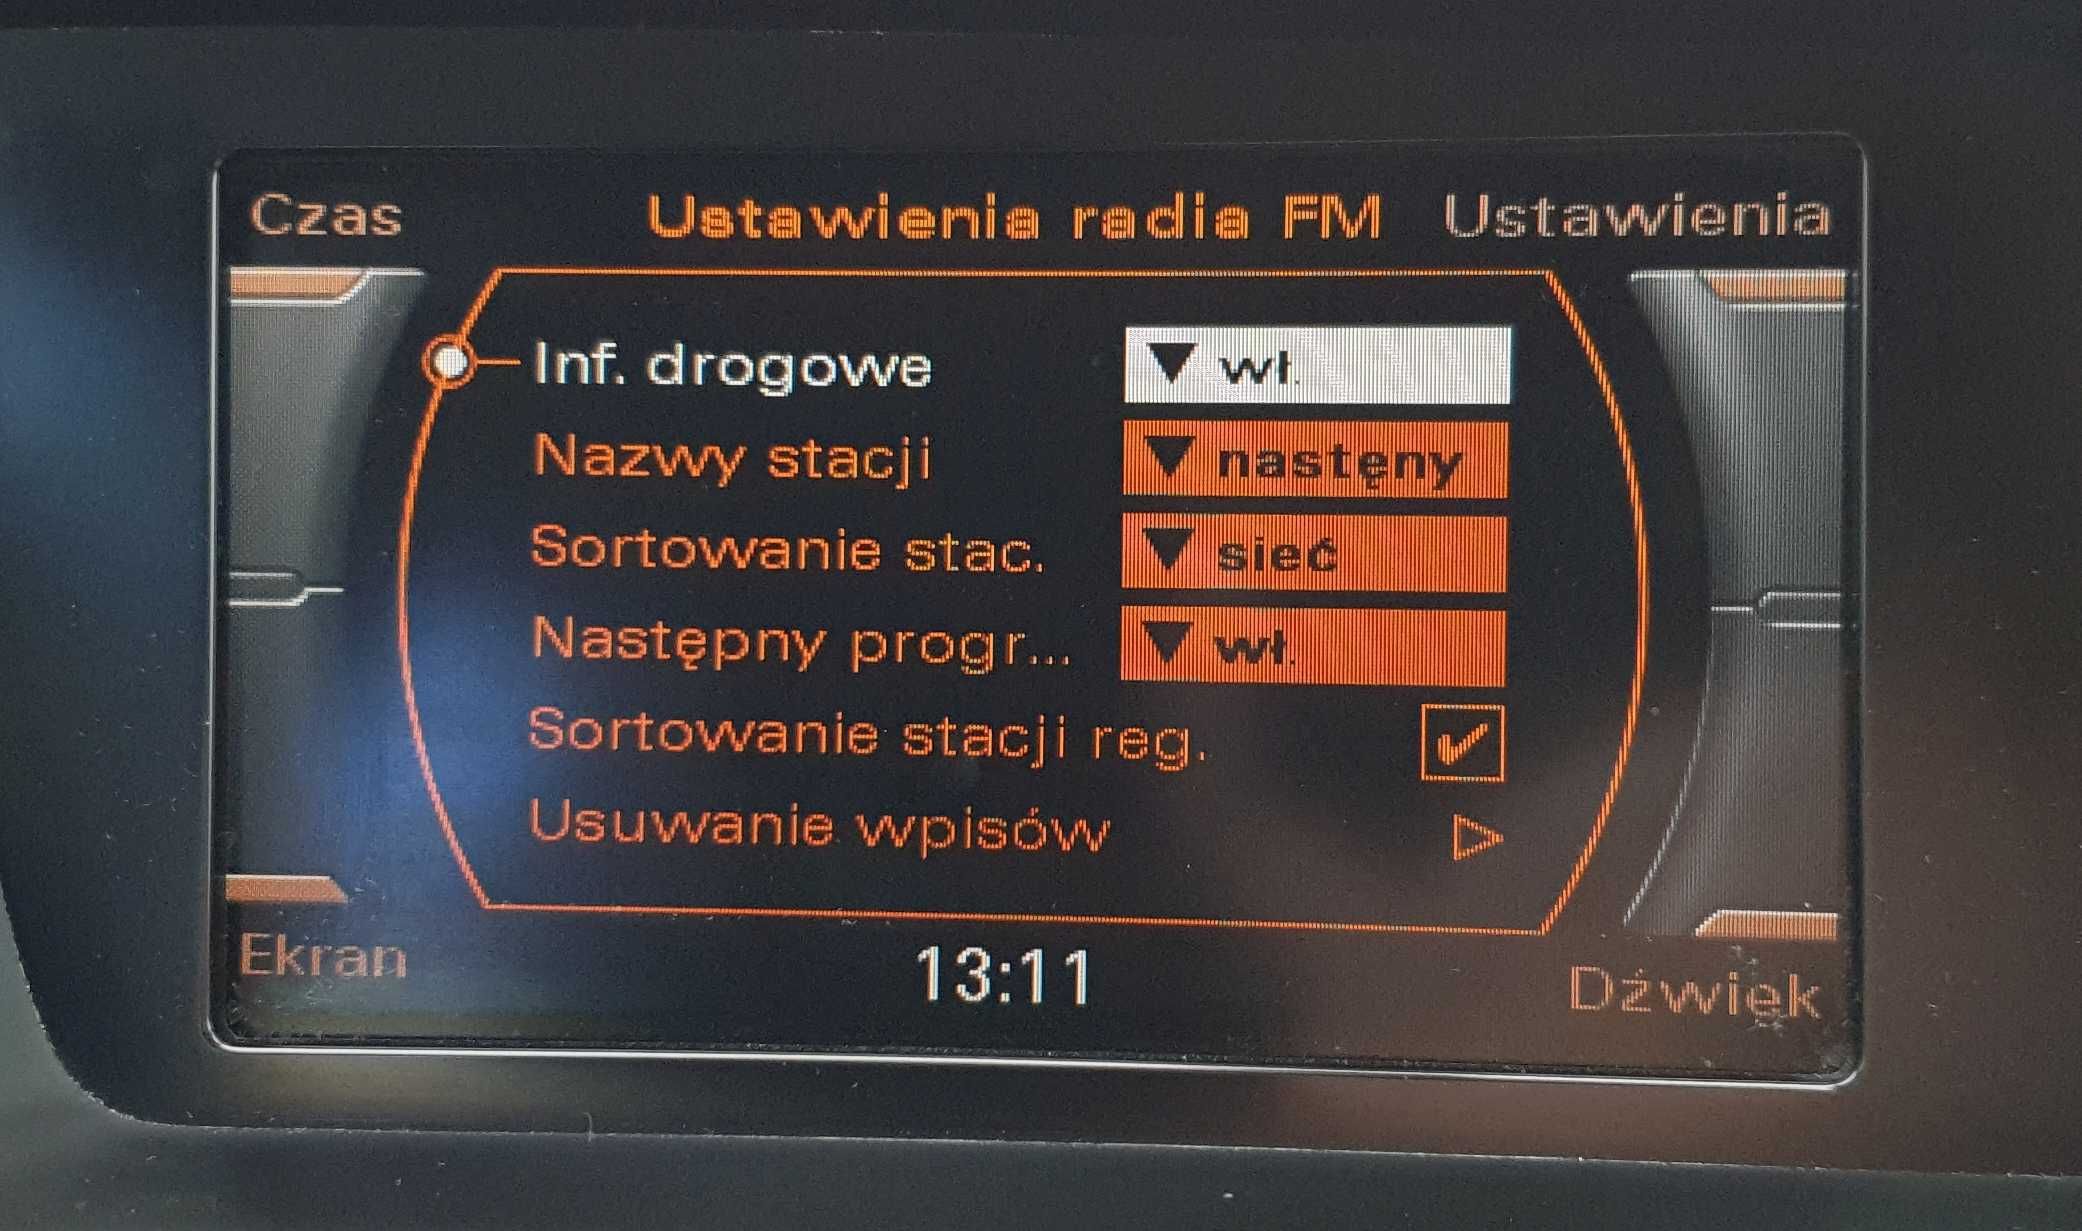 Czas Ustawienia radia FM Ustawienia
Inf. drogowe wł.
Nazwy stacji nastęny
Sortowanie stac. sieć
Następny progr... wł.
Sortowanie stacji reg.
Usuwanie wpisów
Ekran 13:11 Dźwięk